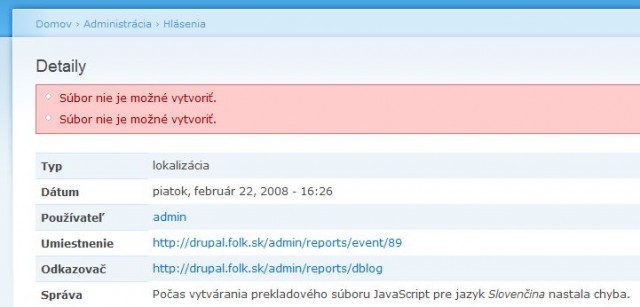 Domov › Administrácia › Hlásenia
Detaily
Súbor nie je možné vytvoriť.
Súbor nie je možné vytvoriť.
Typ lokalizácia
Dátum piatok, február 22, 2008 - 16:26
Používateľ admin
Umiestnenie http://drupal.folk.sk/admin/reports/event/89
Odkazovač http://drupal.folk.sk/admin/reports/dblog
Správa Počas vytvárania prekladového súboru JavaScript pre jazyk Slovenčina nastala chyba.